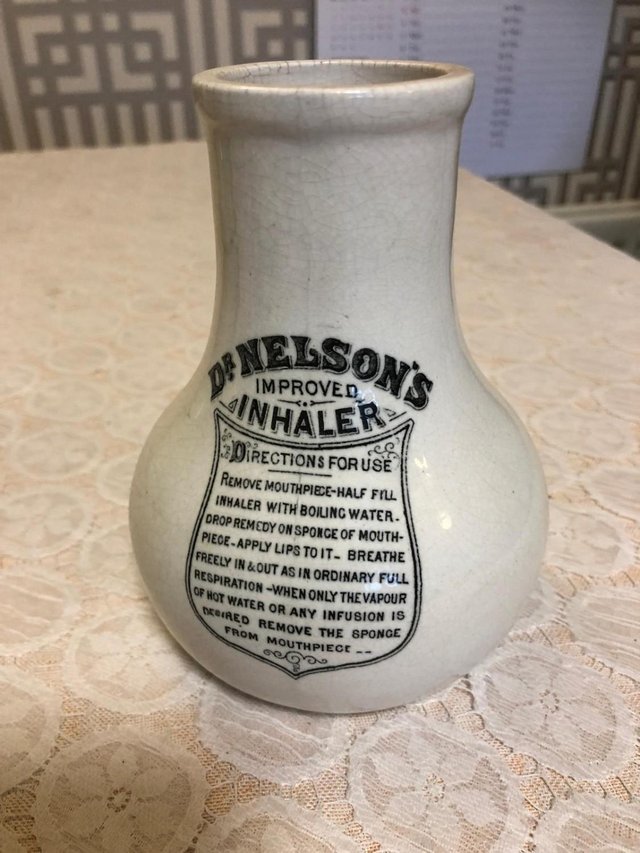 DR NELSON'S
IMPROVED
INHALER
DIRECTIONS FOR USE
REMOVE MOUTHPIECE-HALF FILL
INHALER WITH BOILING WATER.
DROP REMEDY ON SPONGE OF MOUTH-
PIECE-APPLY LIPS TO IT- BREATHE
FREELY IN & OUT AS IN ORDINARY FULL
RESPIRATION-WHEN ONLY THE VAPOUR
OF HOT WATER OR ANY INFUSION IS
DESIRED REMOVE THE SPONGE
FROM MOUTHPIECE--